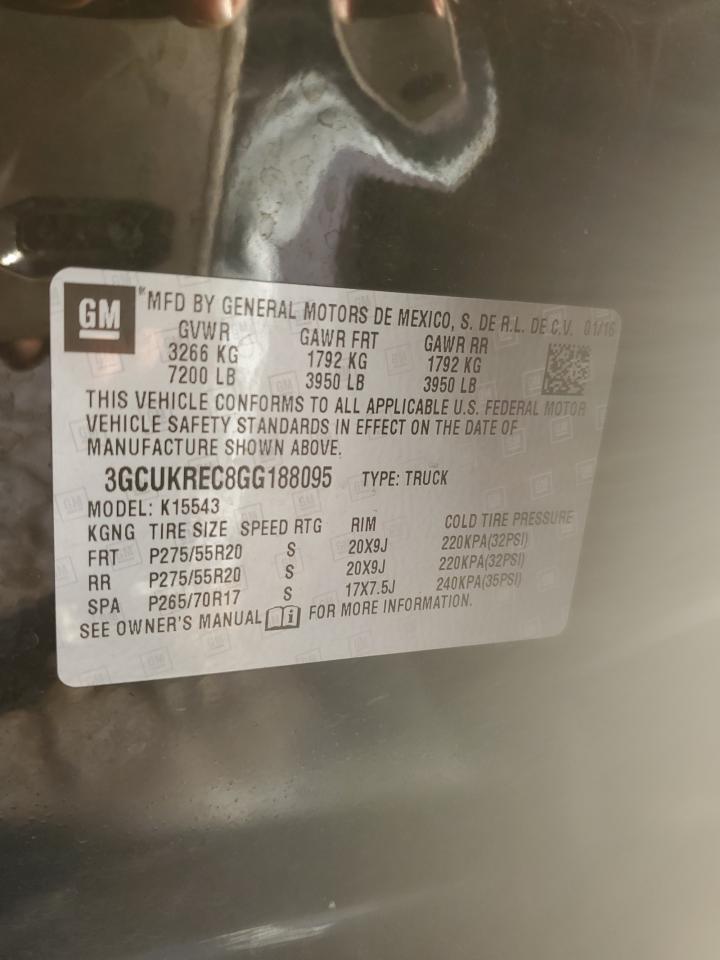 GM
MFD BY GENERAL MOTORS DE MEXICO, S. DE R.L. DE C.V. 01/16
GVWR GAWR FRT GAWR RR
3266 KG 1792 KG 1792 KG
7200 LB 3950 LB 3950 LB
THIS VEHICLE CONFORMS TO ALL APPLICABLE U.S. FEDERAL MOTOR
VEHICLE SAFETY STANDARDS IN EFFECT ON THE DATE OF
MANUFACTURE SHOWN ABOVE.
3GCUKREC8GG188095 TYPE: TRUCK
MODEL: K15543
KGNG TIRE SIZE SPEED RTG RIM COLD TIRE PRESSURE
FRT P275/55R20 S 20X9J 220KPA(32PSI)
RR P275/55R20 S 20X9J 220KPA(32PSI)
SPA P265/70R17 S 17X7.5J 240KPA(35PSI)
SEE OWNER'S MANUAL i FOR MORE INFORMATION.